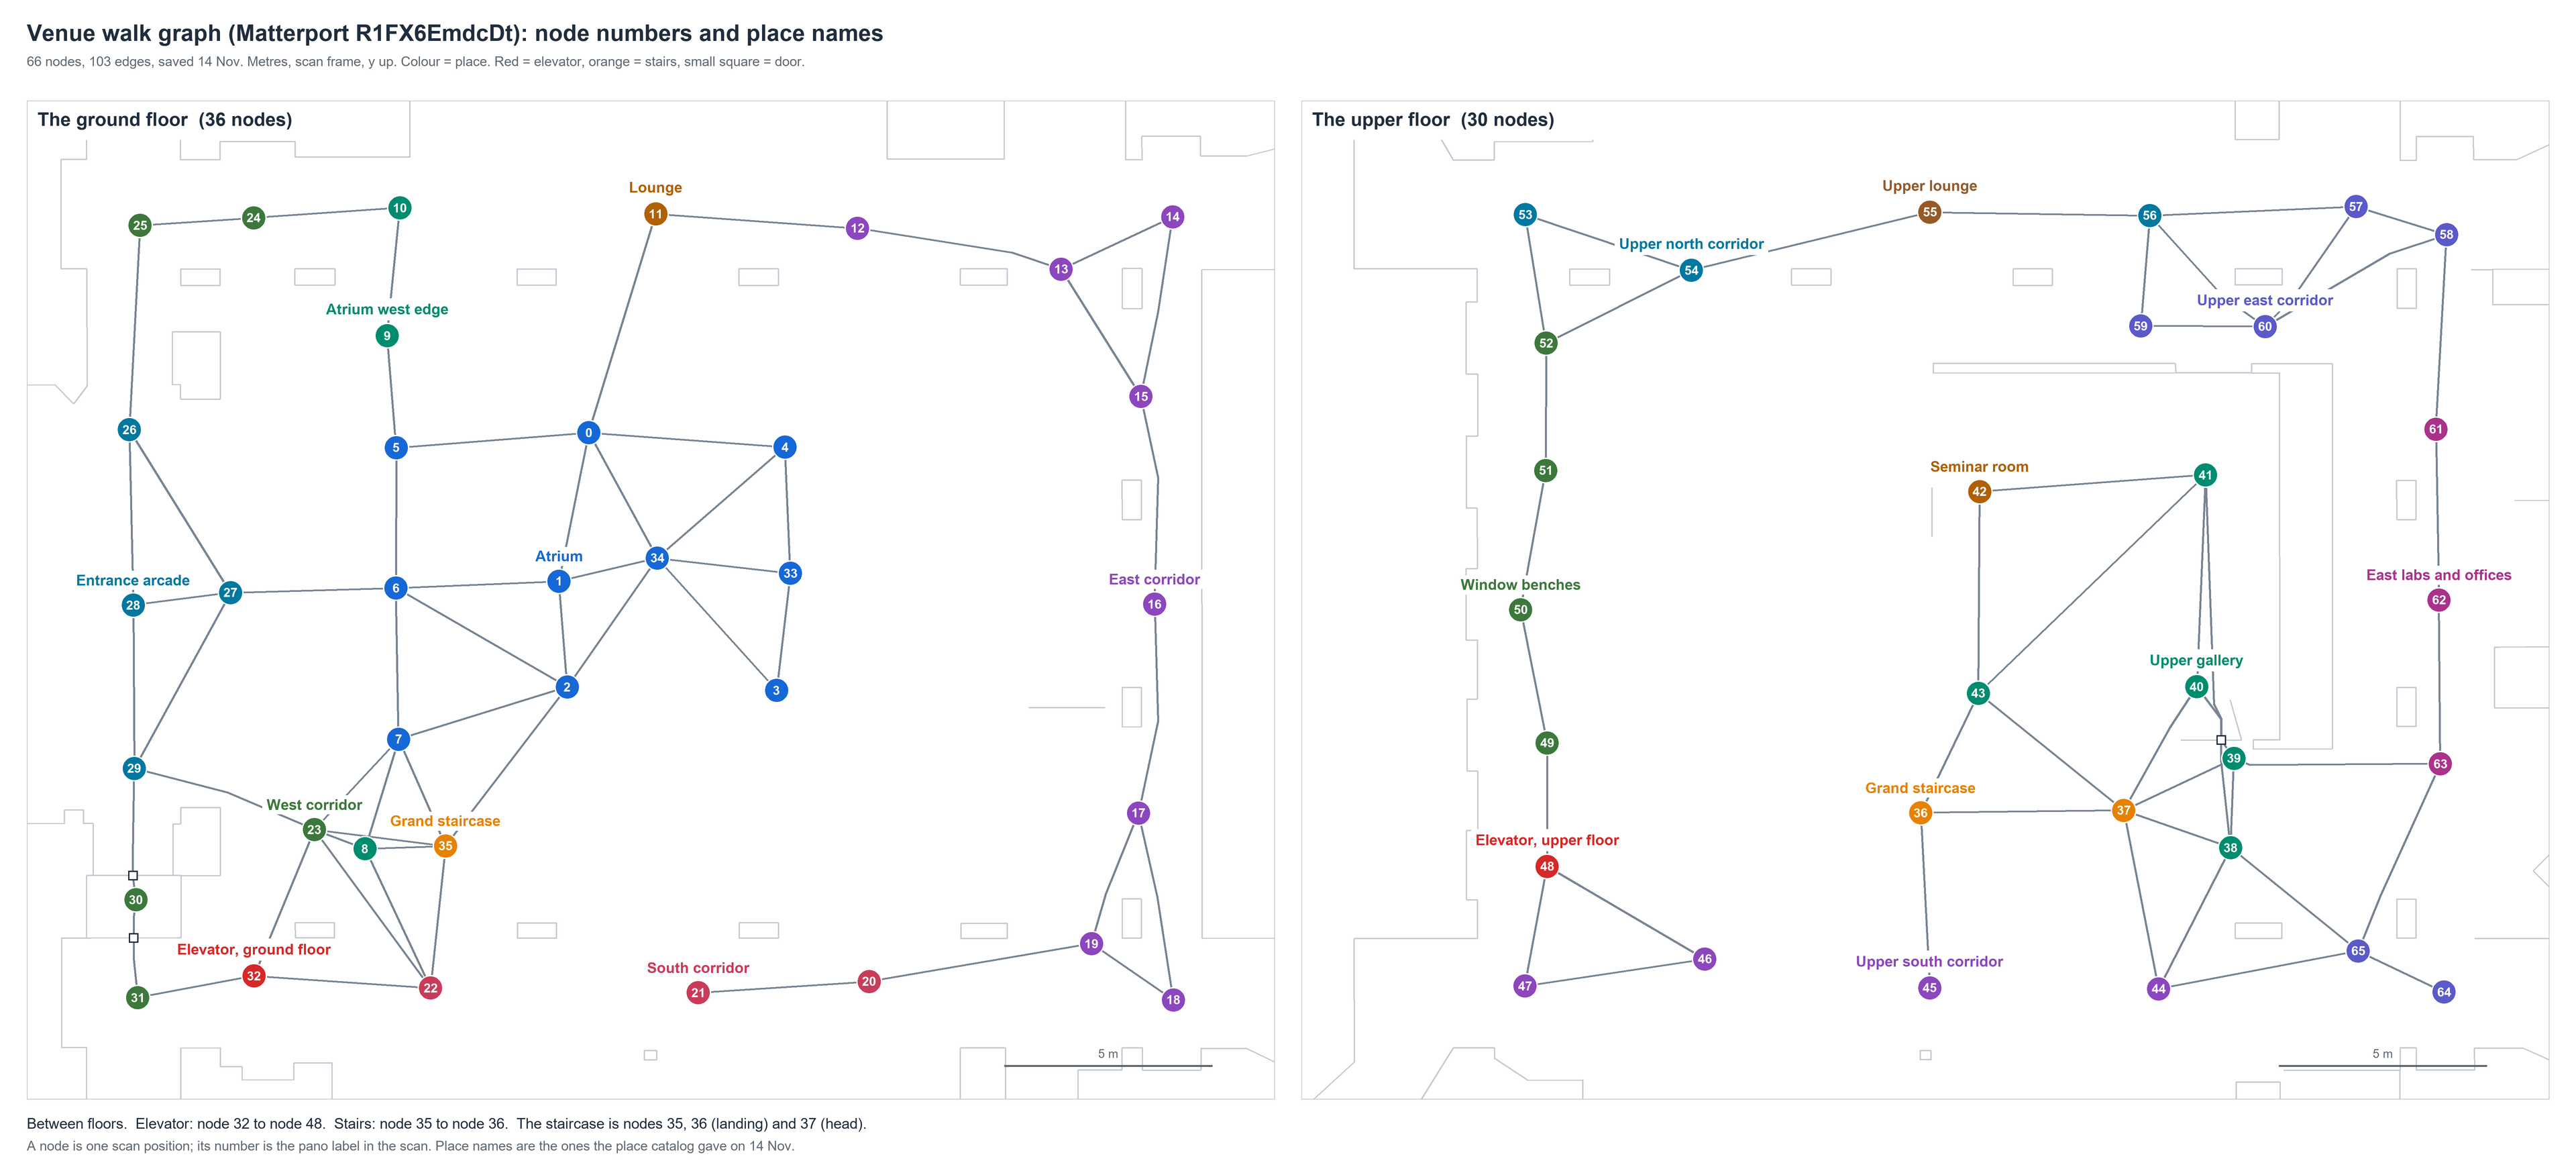 Venue walk graph (Matterport R1FX6EmdcDt): node numbers and place names
66 nodes, 103 edges, saved 14 Nov. Metres, scan frame, y up. Colour = place. Red = elevator, orange = stairs, small square = door.
The ground floor (36 nodes)
Lounge
10
11
14
25
24
12
13
Atrium west edge
9
15
26
0
5
4
Atrium
34
33
Entrance arcade
1
East corridor
6
27
28
16
2
3
7
29
West corridor
17
Grand staircase
23
35
8
30
19
Elevator, ground floor
South corridor
32
20
22
21
31
18
5 m
The upper floor (30 nodes)
Upper lounge
57
55
53
56
58
Upper north corridor
54
Upper east corridor
59
60
52
61
Seminar room
51
41
42
East labs and offices
Window benches
62
50
Upper gallery
40
43
49
39
63
Grand staircase
37
36
Elevator, upper floor
38
48
65
46
Upper south corridor
47
45
44
64
5 m
Between floors. Elevator: node 32 to node 48. Stairs: node 35 to node 36. The staircase is nodes 35, 36 (landing) and 37 (head).
A node is one scan position; its number is the pano label in the scan. Place names are the ones the place catalog gave on 14 Nov.